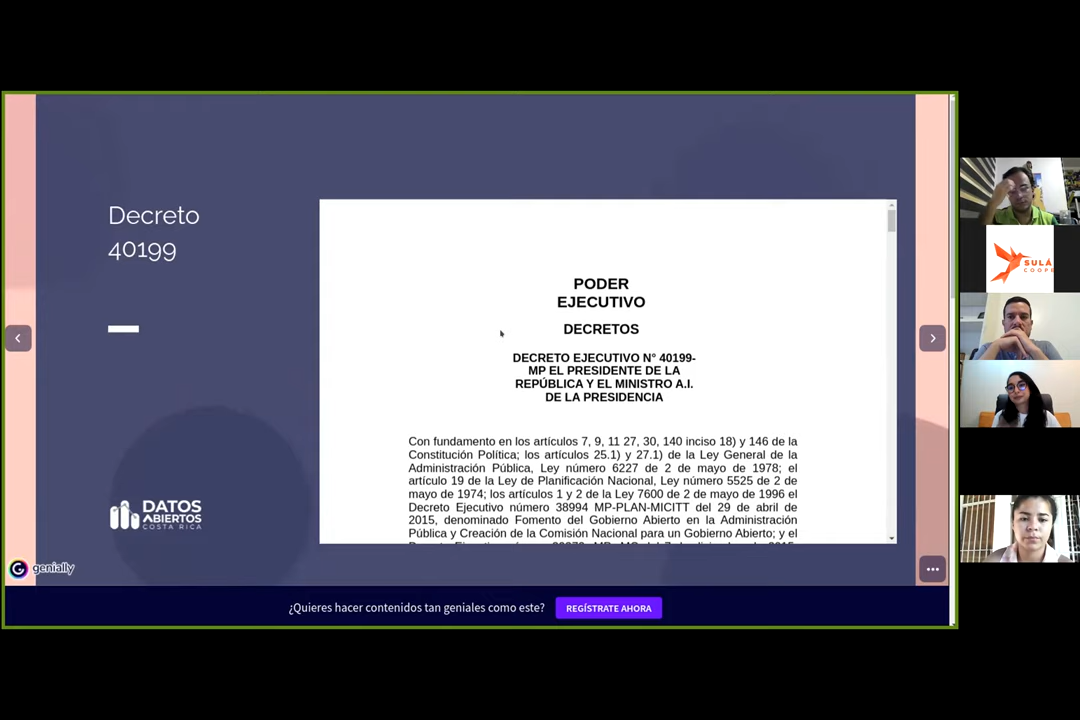 Decreto
40199
PODER
EJECUTIVO
DECRETOS
DECRETO EJECUTIVO N° 40199-
MP EL PRESIDENTE DE LA
REPÚBLICA Y EL MINISTRO A.I.
DE LA PRESIDENCIA
Con fundamento en los artículos 7, 9, 11 27, 30, 140 inciso 18) y 146 de la
Constitución Política; los artículos 25.1) y 27.1) de la Ley General de la
Administración Pública, Ley número 6227 de 2 de mayo de 1978; el
artículo 19 de la Ley de Planificación Nacional, Ley número 5525 de 2 de
mayo de 1974; los artículos 1 y 2 de la Ley 7600 de 2 de mayo de 1996 el
Decreto Ejecutivo número 38994 MP-PLAN-MICITT del 29 de abril de
2015, denominado Fomento del Gobierno Abierto en la Administración
Pública y Creación de la Comisión Nacional para un Gobierno Abierto; y el
DATOS
ABIERTOS
COSTA RICA
genially
¿Quieres hacer contenidos tan geniales como este?
REGÍSTRATE AHORA
SULÁ
COOPE